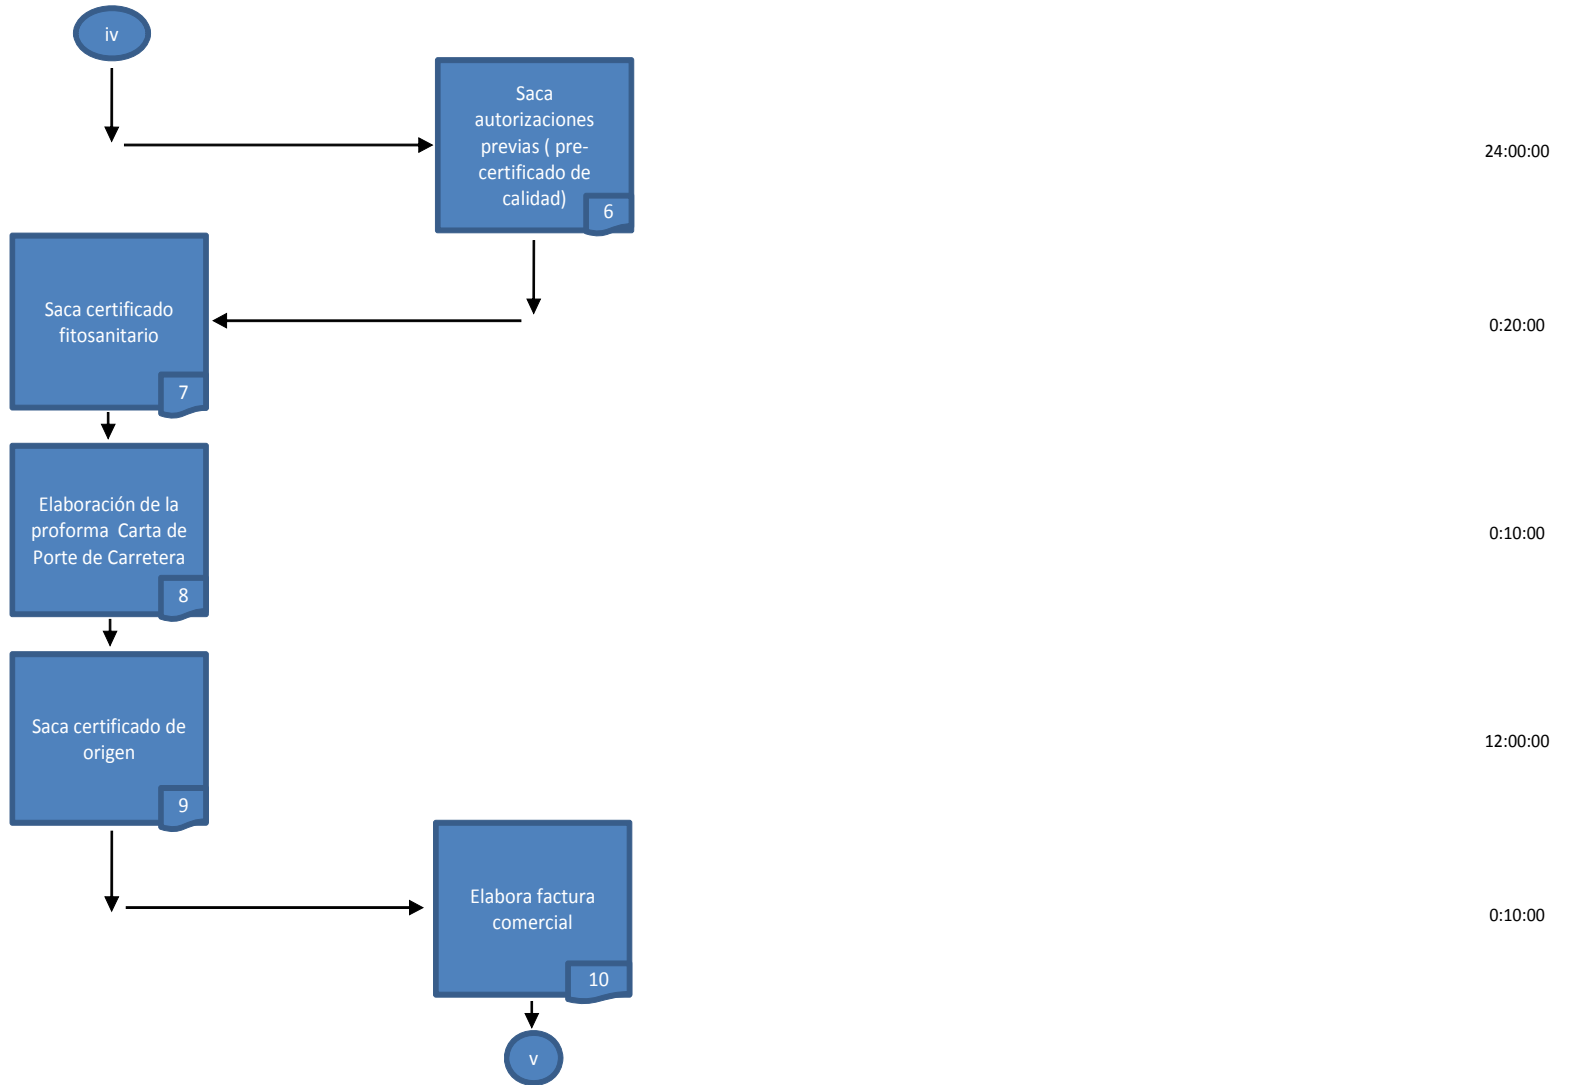 iv
Saca
autorizaciones
previas ( pre-
certificado de
calidad)
6
24:00:00
Saca certificado
fitosanitario
7
0:20:00
Elaboración de la
proforma  Carta de
Porte de Carretera
8
0:10:00
Saca certificado de
origen
9
12:00:00
Elabora factura
comercial
10
0:10:00
v